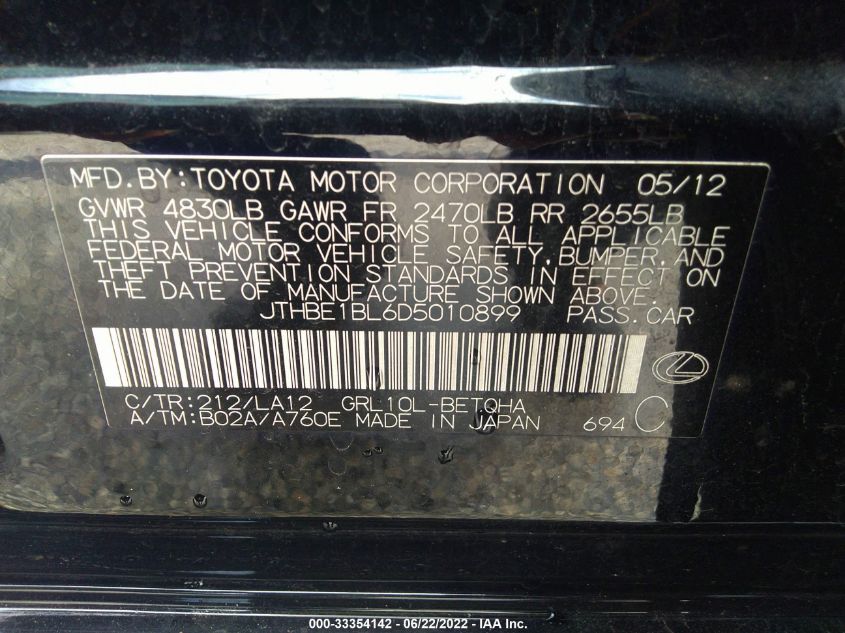 MFD.BY:TOYOTA MOTOR CORPORATION 05/12
GVWR 4830LB GAWR FR 2470LB RR 2655LB
THIS VEHICLE CONFORMS TO ALL APPLICABLE
FEDERAL MOTOR VEHICLE SAFETY,BUMPER,AND
THEFT PREVENTION STANDARDS IN EFFECT ON
THE DATE OF MANUFACTURE SHOWN ABOVE.
JTHBE1BL6D5010899 PASS.CAR
C/TR:212/LA12 GRL10L-BETQHA
A/TM:B02A/A760E MADE IN JAPAN 694 C
000-33354142 - 06/22/2022 - IAA Inc.